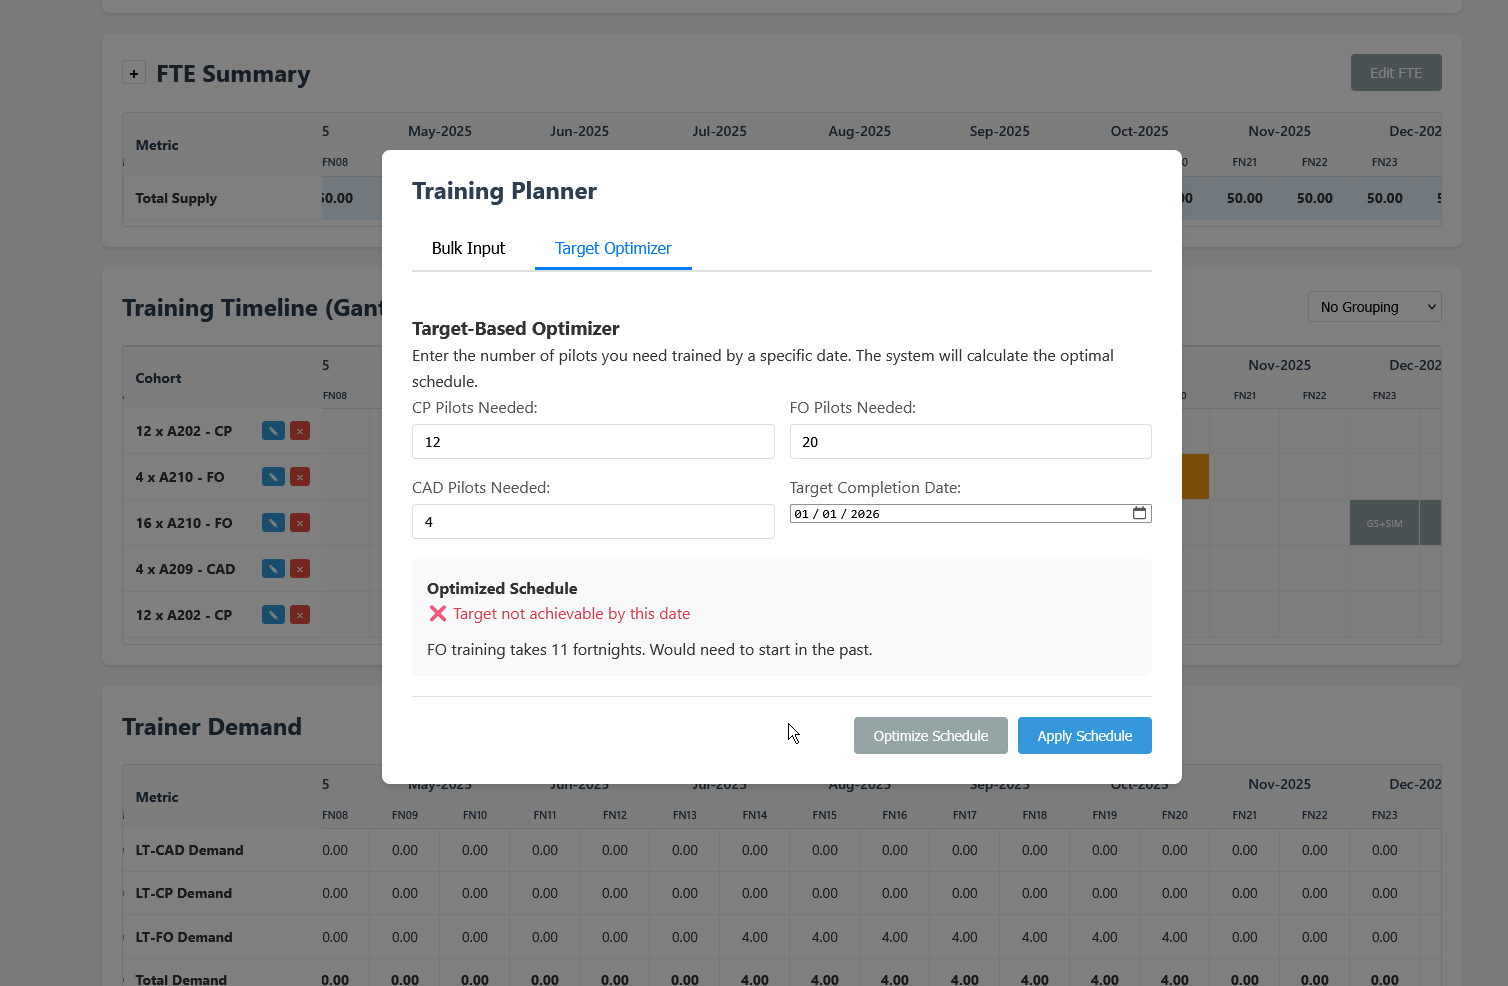 + FTE Summary
Edit FTE
Metric 5 May-2025 Jun-2025 Jul-2025 Aug-2025 Sep-2025 Oct-2025 Nov-2025 Dec-202
FN08 0 FN21 FN22 FN23
Total Supply 50.00 00 50.00 50.00 50.00 5
Training Planner
Bulk Input Target Optimizer
Target-Based Optimizer
Enter the number of pilots you need trained by a specific date. The system will calculate the optimal
schedule.
CP Pilots Needed: FO Pilots Needed:
12 20
CAD Pilots Needed: Target Completion Date:
4 01 / 01 / 2026
Optimized Schedule
❌ Target not achievable by this date
FO training takes 11 fortnights. Would need to start in the past.
Optimize Schedule Apply Schedule
Training Timeline (Gant
No Grouping
Cohort 5 Nov-2025 Dec-202
FN08 0 FN21 FN22 FN23
12 x A202 - CP
4 x A210 - FO
16 x A210 - FO GS+SIM
4 x A209 - CAD
12 x A202 - CP
Trainer Demand
Metric 5 May-2025 Jun-2025 Jul-2025 Aug-2025 Sep-2025 Oct-2025 Nov-2025 Dec-202
FN08 FN09 FN10 FN11 FN12 FN13 FN14 FN15 FN16 FN17 FN18 FN19 FN20 FN21 FN22 FN23
LT-CAD Demand 0.00 0.00 0.00 0.00 0.00 0.00 0.00 0.00 0.00 0.00 0.00 0.00 0.00 0.00 0.00 0.00
LT-CP Demand 0.00 0.00 0.00 0.00 0.00 0.00 0.00 0.00 0.00 0.00 0.00 0.00 0.00 0.00 0.00 0.00
LT-FO Demand 0.00 0.00 0.00 0.00 0.00 0.00 4.00 4.00 4.00 4.00 4.00 4.00 4.00 0.00 0.00 0.00
Total Demand 0.00 0.00 0.00 0.00 0.00 0.00 4.00 4.00 4.00 4.00 4.00 4.00 4.00 0.00 0.00 0.00